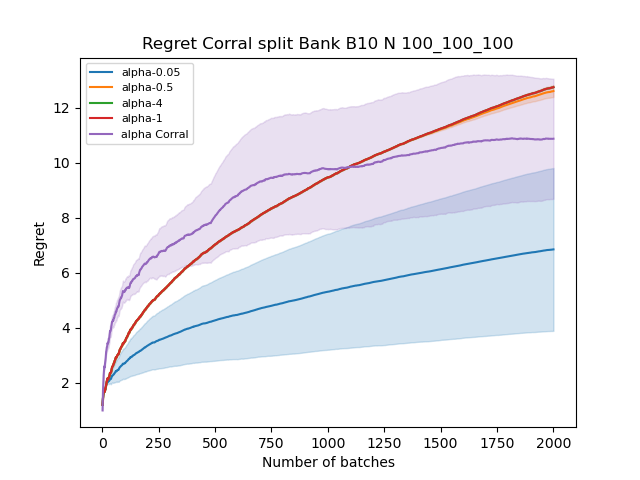 Regret Corral split Bank B10 N 100_100_100
alpha-0.05
alpha-0.5
alpha-4
alpha-1
alpha Corral
12
10
8
6
4
2
Regret
0 250 500 750 1000 1250 1500 1750 2000
Number of batches